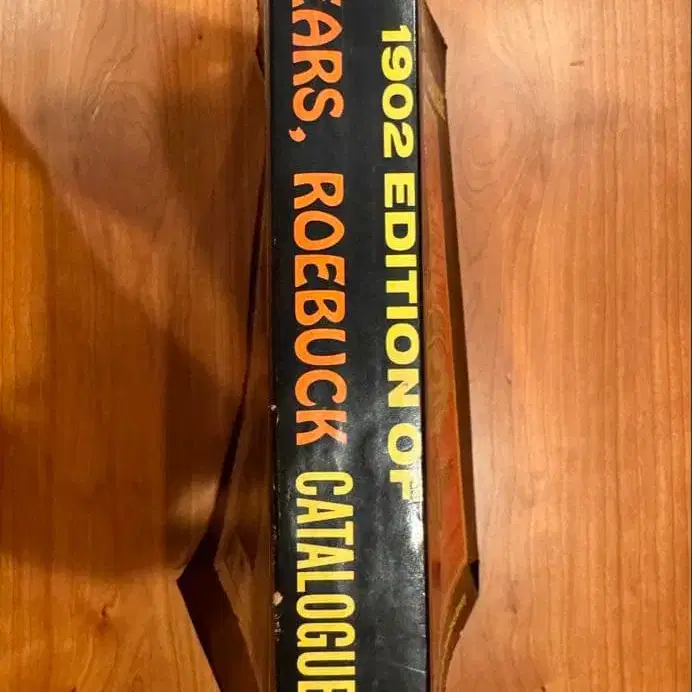 1902 EDITION OF
EARS, ROEBUCK CATALOGUE